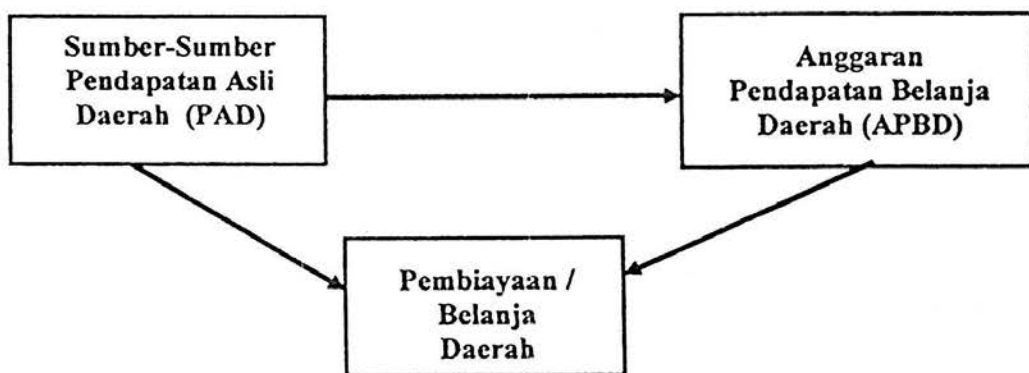 Sumber-Sumber
Pendapatan Asli
Daerah (PAD)
Anggaran
Pendapatan Belanja
Daerah (APBD)
Pembiayaan /
Belanja
Daerah